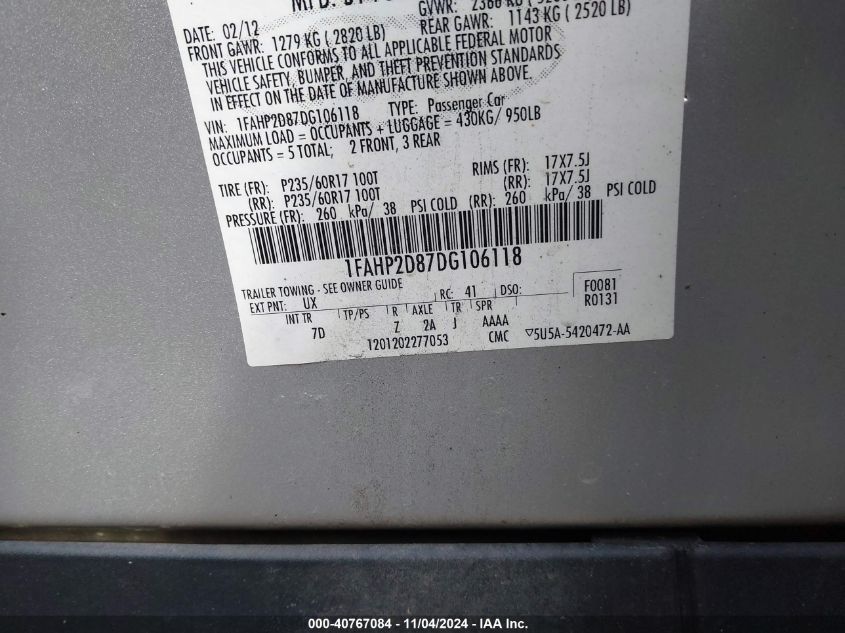 DATE: 02/12
GVWR: 2366 KG
FRONT GAWR: 1279 KG ( 2820 LB)
REAR GAWR: 1143 KG ( 2520 LB)
THIS VEHICLE CONFORMS TO ALL APPLICABLE FEDERAL MOTOR
VEHICLE SAFETY, BUMPER, AND THEFT PREVENTION STANDARDS
IN EFFECT ON THE DATE OF MANUFACTURE SHOWN ABOVE.
VIN: 1FAHP2D87DG106118 TYPE: Passenger Car
MAXIMUM LOAD = OCCUPANTS + LUGGAGE = 430KG/ 950LB
OCCUPANTS = 5 TOTAL; 2 FRONT, 3 REAR
TIRE (FR): P235/60R17 100T RIMS (FR): 17X7.5J
(RR): P235/60R17 100T (RR): 17X7.5J
PRESSURE (FR): 260 kPa/ 38 PSI COLD (RR): 260 kPa/ 38 PSI COLD
1FAHP2D87DG106118
TRAILER TOWING - SEE OWNER GUIDE
EXT PNT: UX RC: 41 DSO: F0081
R0131
INT TR TP/PS R AXLE TR SPR
7D Z 2A J AAAA
1201202277053 CMC ▽5U5A-5420472-AA
000-40767084 - 11/04/2024 - IAA Inc.